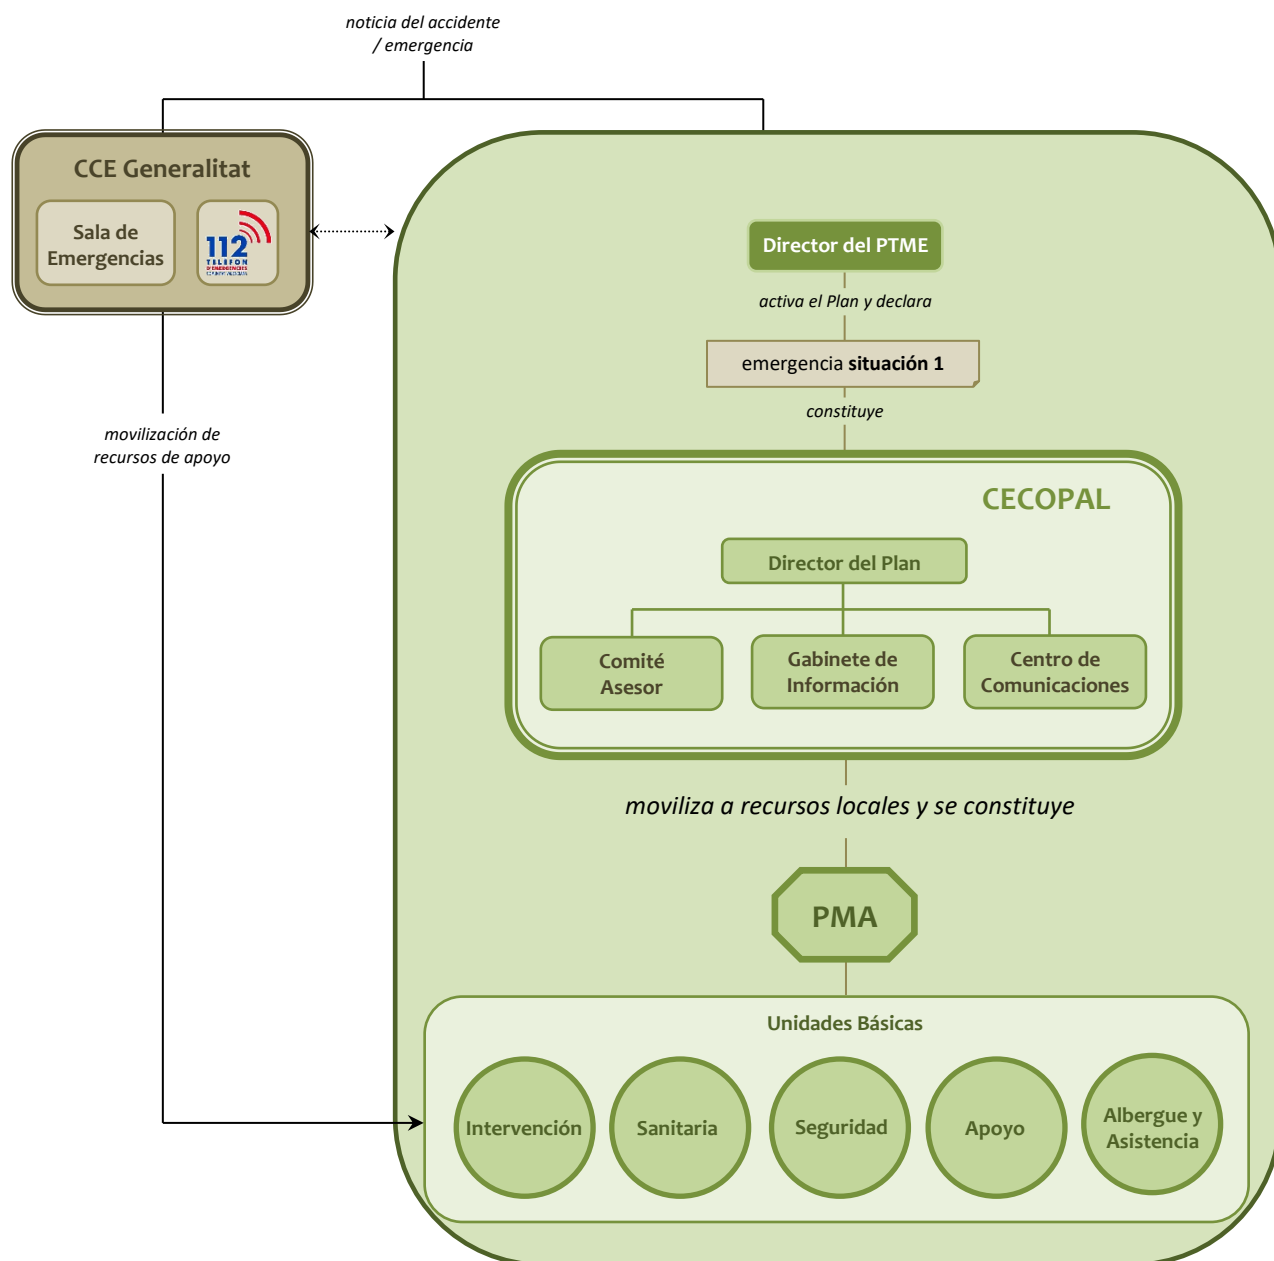 noticia del accidente
/ emergencia
CCE Generalitat
Sala de
Emergencias
112
TELÈFON
D'EMERGÈNCIES
Director del PTME
activa el Plan y declara
emergencia situación 1
constituye
movilización de
recursos de apoyo
CECOPAL
Director del Plan
Comité
Asesor
Gabinete de
Información
Centro de
Comunicaciones
moviliza a recursos locales y se constituye
PMA
Unidades Básicas
Intervención
Sanitaria
Seguridad
Apoyo
Albergue y
Asistencia